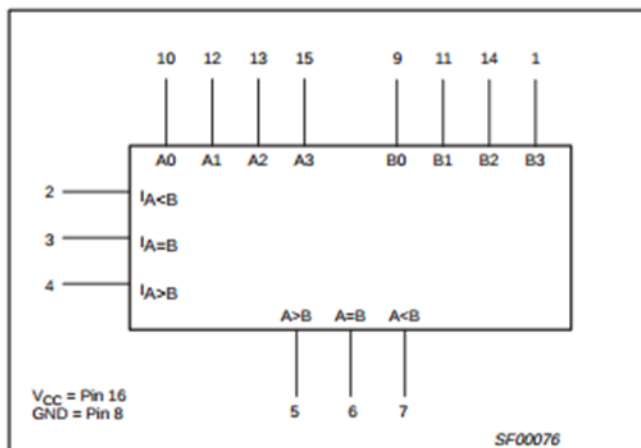 10 12 13 15 9 11 14 1
A0 A1 A2 A3 B0 B1 B2 B3
2 IA<B
3 IA=B
4 IA>B
A>B A=B A<B
5 6 7
VCC = Pin 16
GND = Pin 8
SF00076